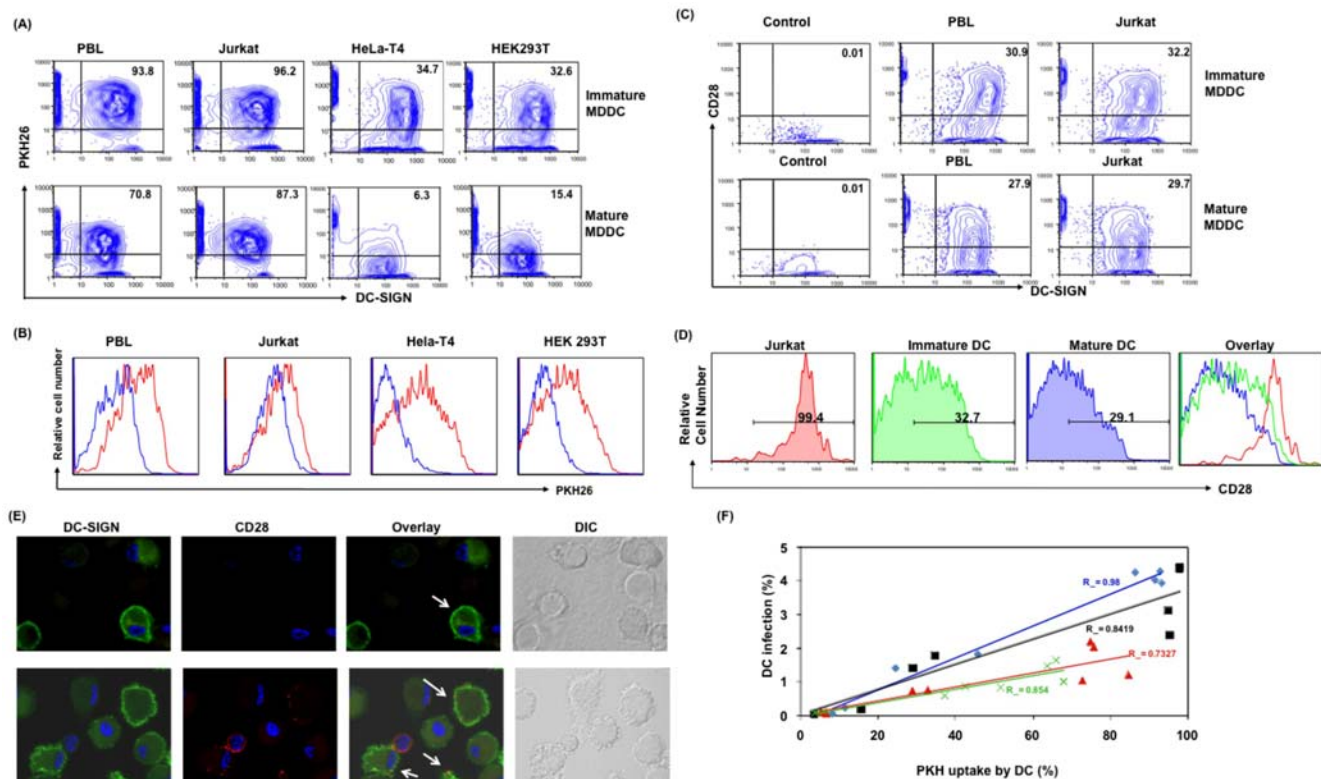 (A)
PBL Jurkat HeLa-T4 HEK293T
93.8 96.2 34.7 32.6
Immature
MDDC
PKH26
70.8 87.3 6.3 15.4
Mature
MDDC
DC-SIGN
(B)
PBL Jurkat Hela-T4 HEK 293T
Relative cell number
PKH26
(C)
Control PBL Jurkat
0.01 30.9 32.2
Immature
MDDC
CD28
Control PBL Jurkat
0.01 27.9 29.7
Mature
MDDC
DC-SIGN
(D)
Jurkat Immature DC Mature DC Overlay
Relative
Cell Number
99.4 32.7 29.1
CD28
(E)
DC-SIGN CD28 Overlay DIC
(F)
DC infection (%)
5
4
3
2
1
0
R_= 0.98
R_= 0.8419
R_= 0.7327
R_= 0.854
0 20 40 60 80 100
PKH uptake by DC (%)